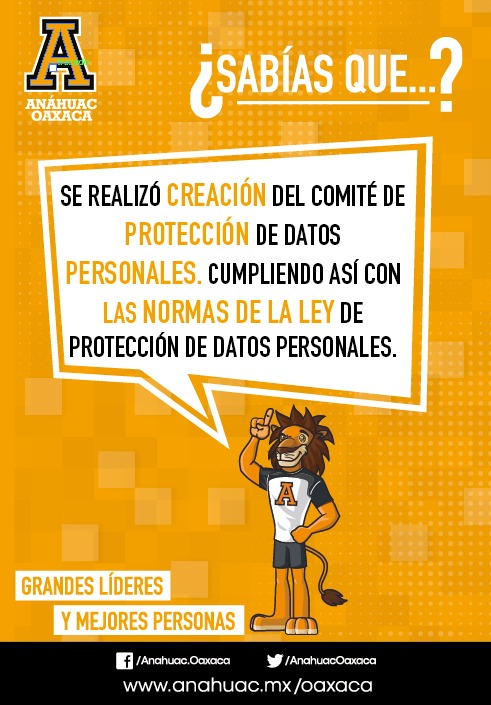 A
ANÁHUAC
OAXACA
¿SABÍAS QUE...?
SE REALIZÓ CREACIÓN DEL COMITÉ DE
PROTECCIÓN DE DATOS
PERSONALES. CUMPLIENDO ASÍ CON
LAS NORMAS DE LA LEY DE
PROTECCIÓN DE DATOS PERSONALES.
A
GRANDES LÍDERES
Y MEJORES PERSONAS
f /Anahuac.Oaxaca /AnahuacOaxaca
www.anahuac.mx/oaxaca